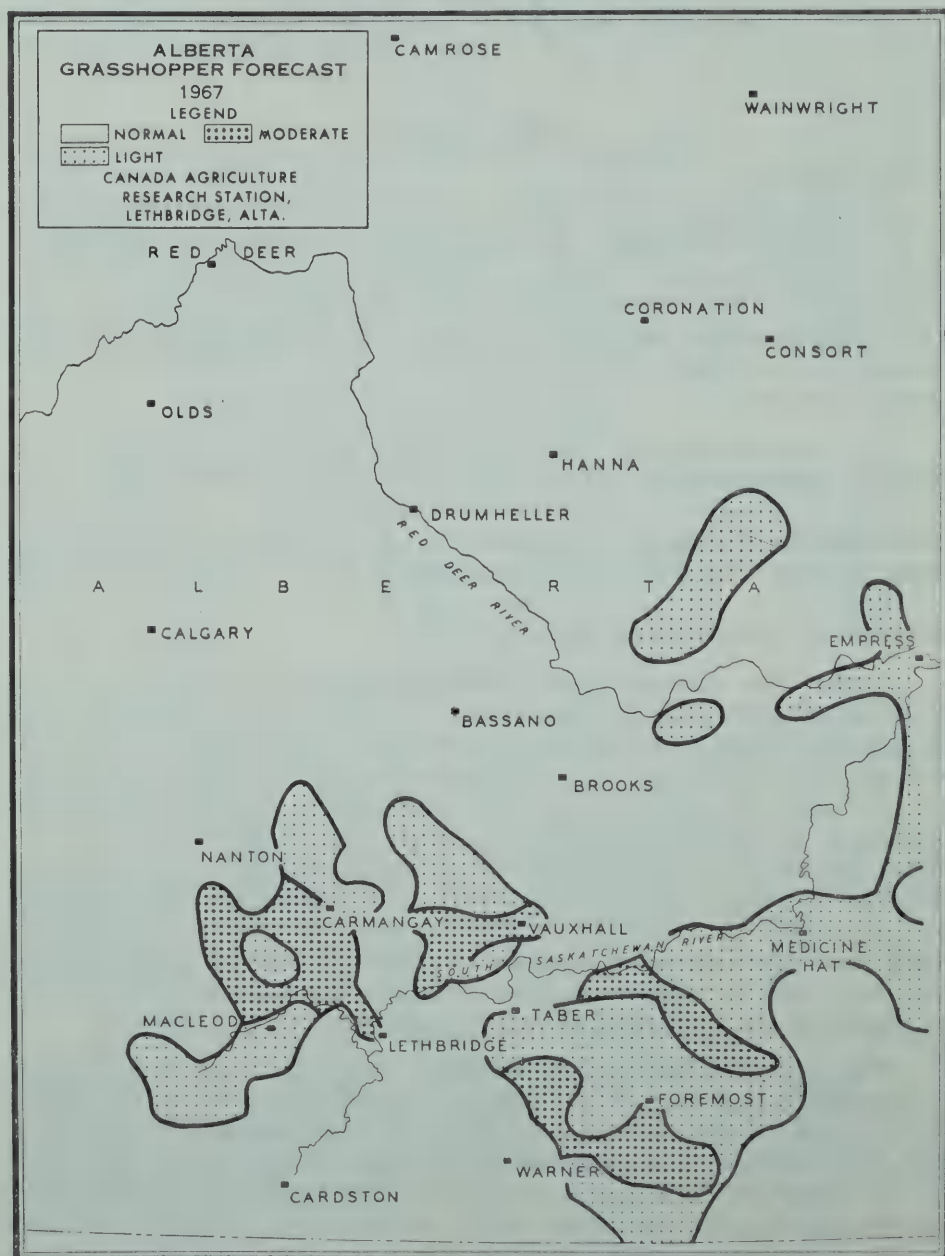 ALBERTA
GRASSHOPPER FORECAST
1967
LEGEND
NORMAL MODERATE
LIGHT
CANADA AGRICULTURE
RESEARCH STATION,
LETHBRIDGE, ALTA.
CAMROSE
WAINWRIGHT
RED DEER
CORONATION
CONSORT
OLDS
HANNA
DRUMHELLER
RED DEER RIVER
A L B E R T A
CALGARY
EMPRESS
BASSANO
BROOKS
NANTON
CARMANGAY
VAUXHALL
SOUTH SASKATCHEWAN RIVER
MEDICINE
HAT
MACLEOD
TABER
LETHBRIDGE
FOREMOST
WARNER
CARDSTON